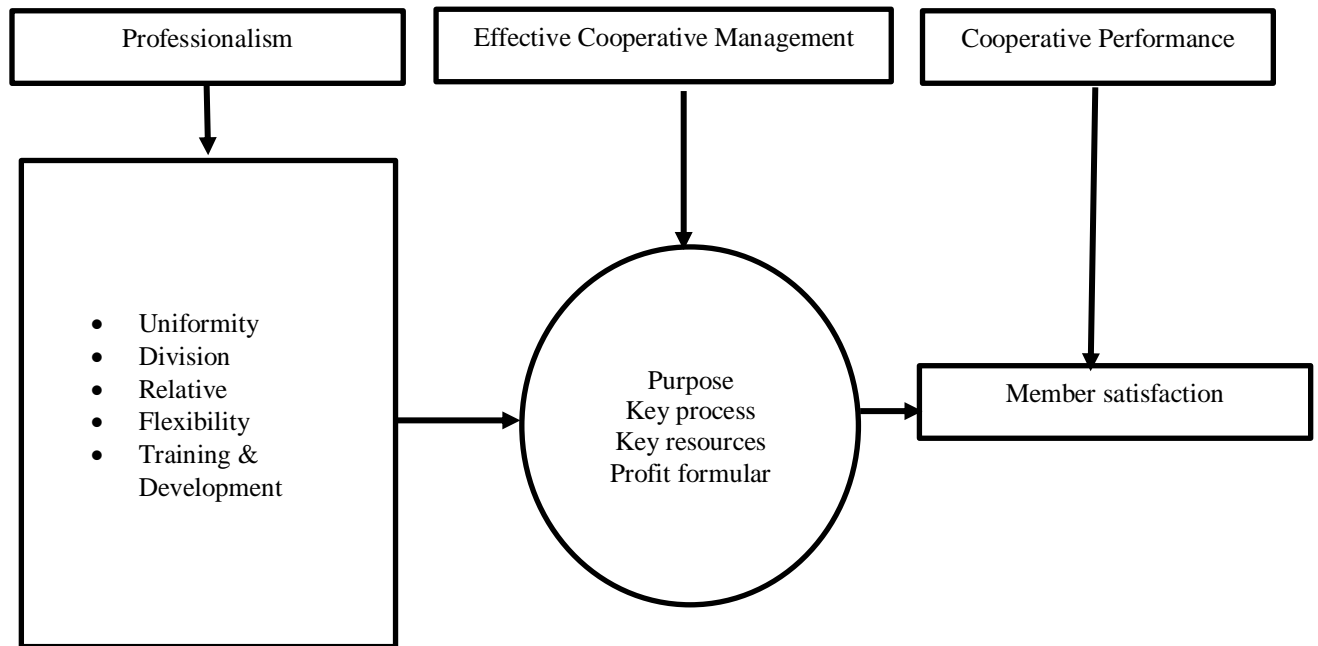 Professionalism
Effective Cooperative Management
Cooperative Performance
• Uniformity
• Division
• Relative
• Flexibility
• Training &
Development
Purpose
Key process
Key resources
Profit formular
Member satisfaction